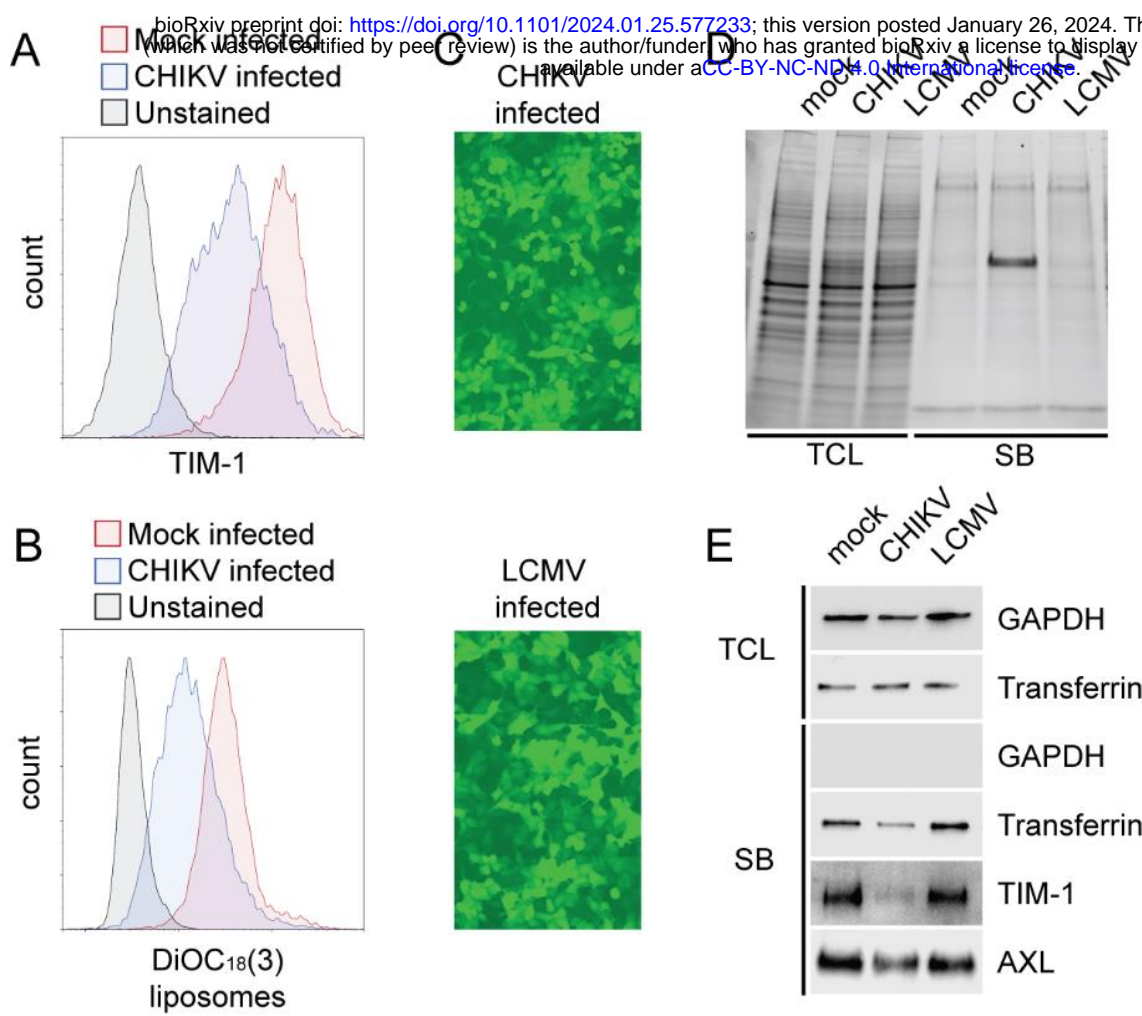 bioRxiv preprint doi: https://doi.org/10.1101/2024.01.25.577233; this version posted January 26, 2024. Th
(which was not certified by peer review) is the author/funder, who has granted bioRxiv a license to display
available under aCC-BY-NC-ND 4.0 International license.
A
Mock infected
CHIKV infected
Unstained
count
TIM-1
B
Mock infected
CHIKV infected
Unstained
count
DiOC18(3)
liposomes
C
CHIKV
infected
LCMV
infected
D
mock CHIKV LCMV mock CHIKV LCMV
TCL SB
E
mock CHIKV LCMV
TCL
GAPDH
Transferrin
SB
GAPDH
Transferrin
TIM-1
AXL